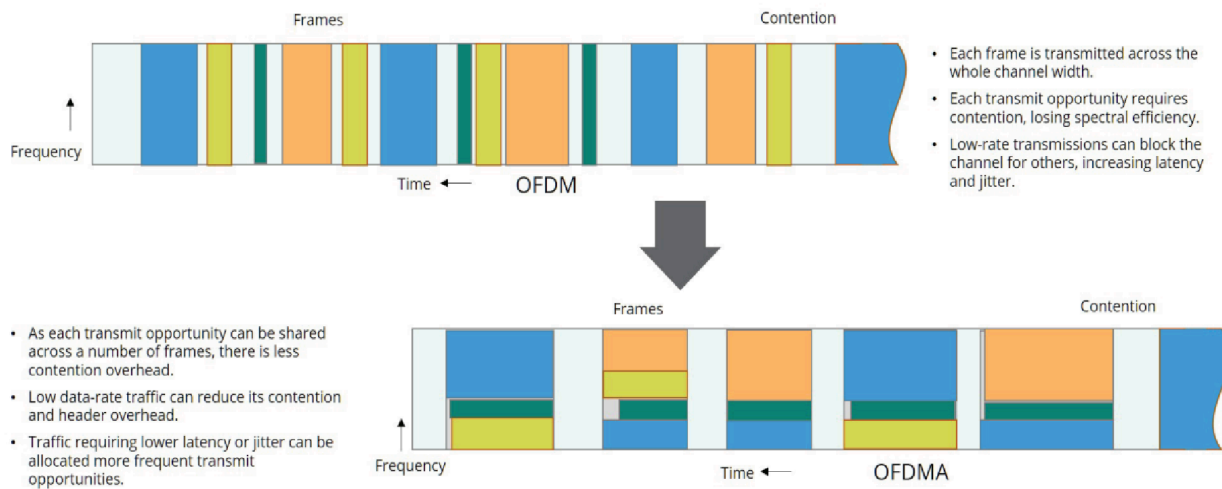 Frames
Contention
• Each frame is transmitted across the
whole channel width.
• Each transmit opportunity requires
contention, losing spectral efficiency.
• Low-rate transmissions can block the
channel for others, increasing latency
and jitter.
Frequency
Time
OFDM
Frames
Contention
• As each transmit opportunity can be shared
across a number of frames, there is less
contention overhead.
• Low data-rate traffic can reduce its contention
and header overhead.
• Traffic requiring lower latency or jitter can be
allocated more frequent transmit
opportunities.
Frequency
Time
OFDMA